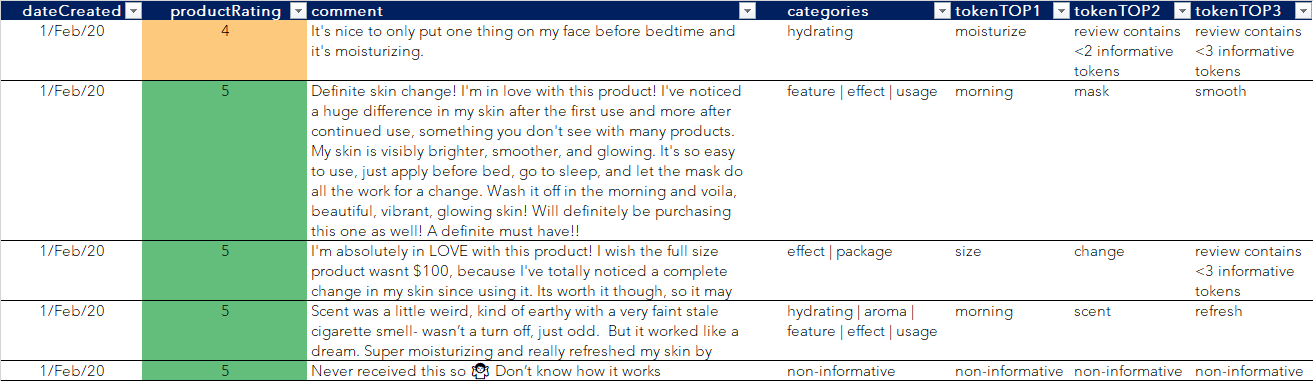 dateCreated productRating comment categories tokenTOP1 tokenTOP2 tokenTOP3
1/Feb/20 4 It's nice to only put one thing on my face before bedtime and hydrating moisturize review contains review contains
it's moisturizing. <2 informative <3 informative
tokens tokens
1/Feb/20 5 Definite skin change! I'm in love with this product! I've noticed feature | effect | usage morning mask smooth
a huge difference in my skin after the first use and more after
continued use, something you don't see with many products.
My skin is visibly brighter, smoother, and glowing. It's so easy
to use, just apply before bed, go to sleep, and let the mask do
all the work for a change. Wash it off in the morning and voila,
beautiful, vibrant, glowing skin! Will definitely be purchasing
this one as well! A definite must have!!
1/Feb/20 5 I'm absolutely in LOVE with this product! I wish the full size effect | package size change review contains
product wasnt $100, because I've totally noticed a complete <3 informative
change in my skin since using it. Its worth it though, so it may tokens
1/Feb/20 5 Scent was a little weird, kind of earthy with a very faint stale hydrating | aroma | morning scent refresh
cigarette smell- wasn’t a turn off, just odd.  But it worked like a feature | effect | usage
dream. Super moisturizing and really refreshed my skin by
1/Feb/20 5 Never received this so 🤷 Don’t know how it works non-informative non-informative non-informative non-informative